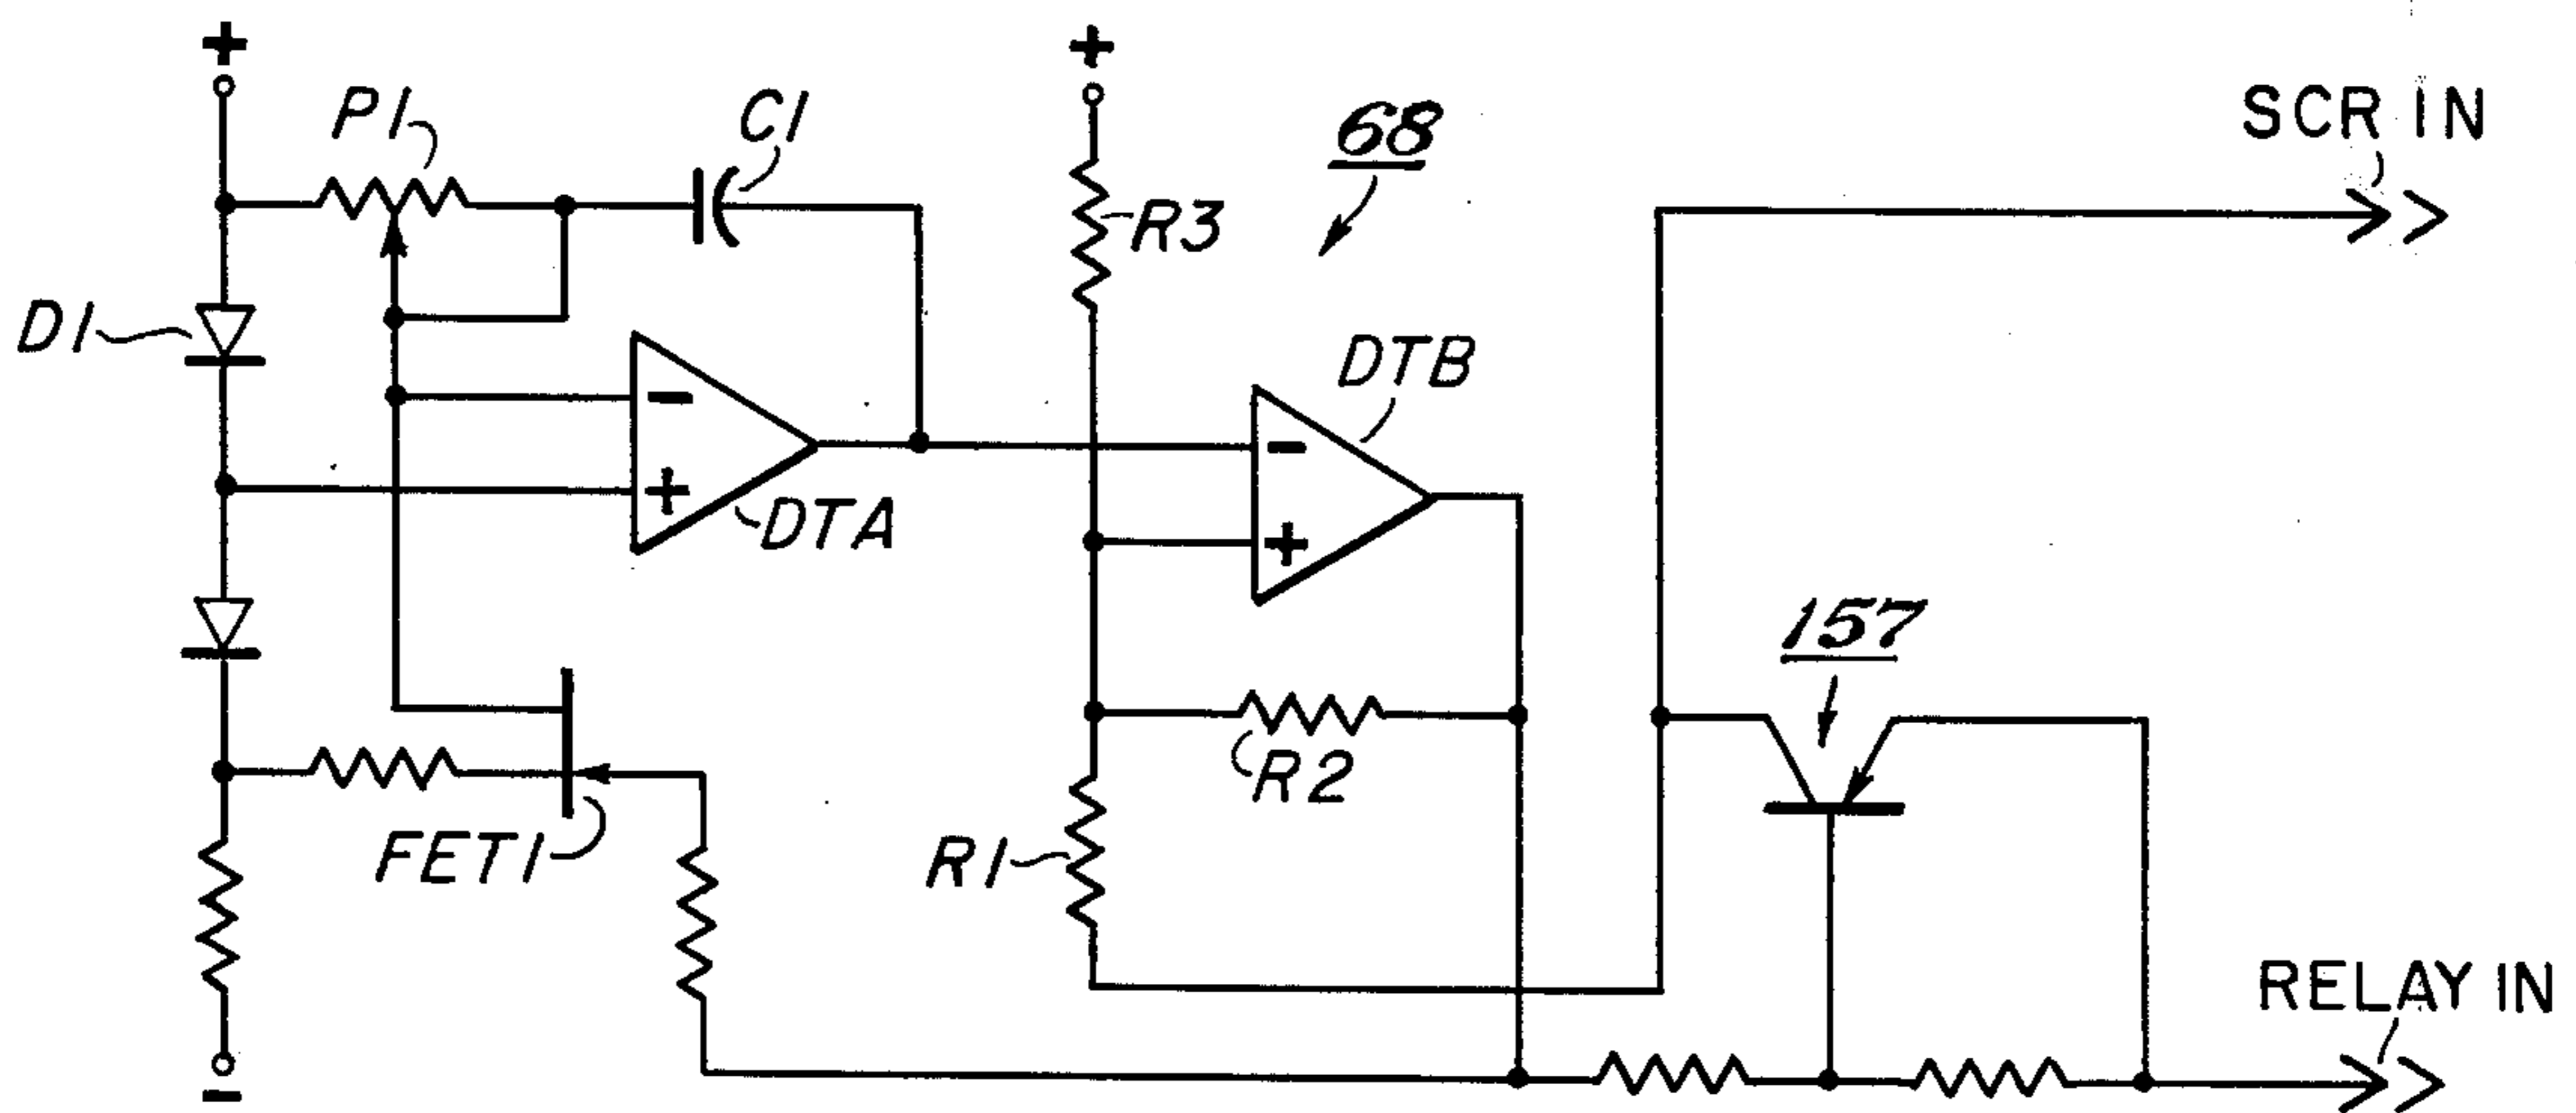 +
+
P1
C1
68
SCR IN
R3
D1
DTB
-
+
DTA
-
+
157
R2
FET1
R1
RELAY IN
-